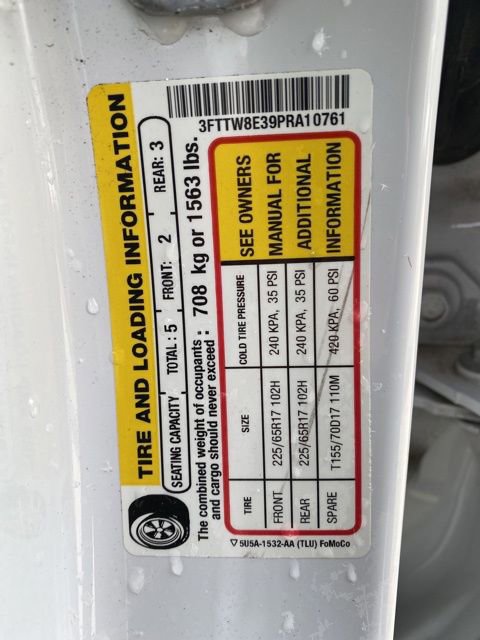 TIRE AND LOADING INFORMATION
SEATING CAPACITY TOTAL: 5 FRONT: 2 REAR: 3
The combined weight of occupants and cargo should never exceed: 708 kg or 1563 lbs.
TIRE SIZE COLD TIRE PRESSURE SEE OWNERS
FRONT 225/65R17 102H 240 KPA, 35 PSI MANUAL FOR
REAR 225/65R17 102H 240 KPA, 35 PSI ADDITIONAL
SPARE T155/70D17 110M 420 KPA, 60 PSI INFORMATION
5U5A-1532-AA (TLU) FoMoCo
3FTTW8E39PRA10761